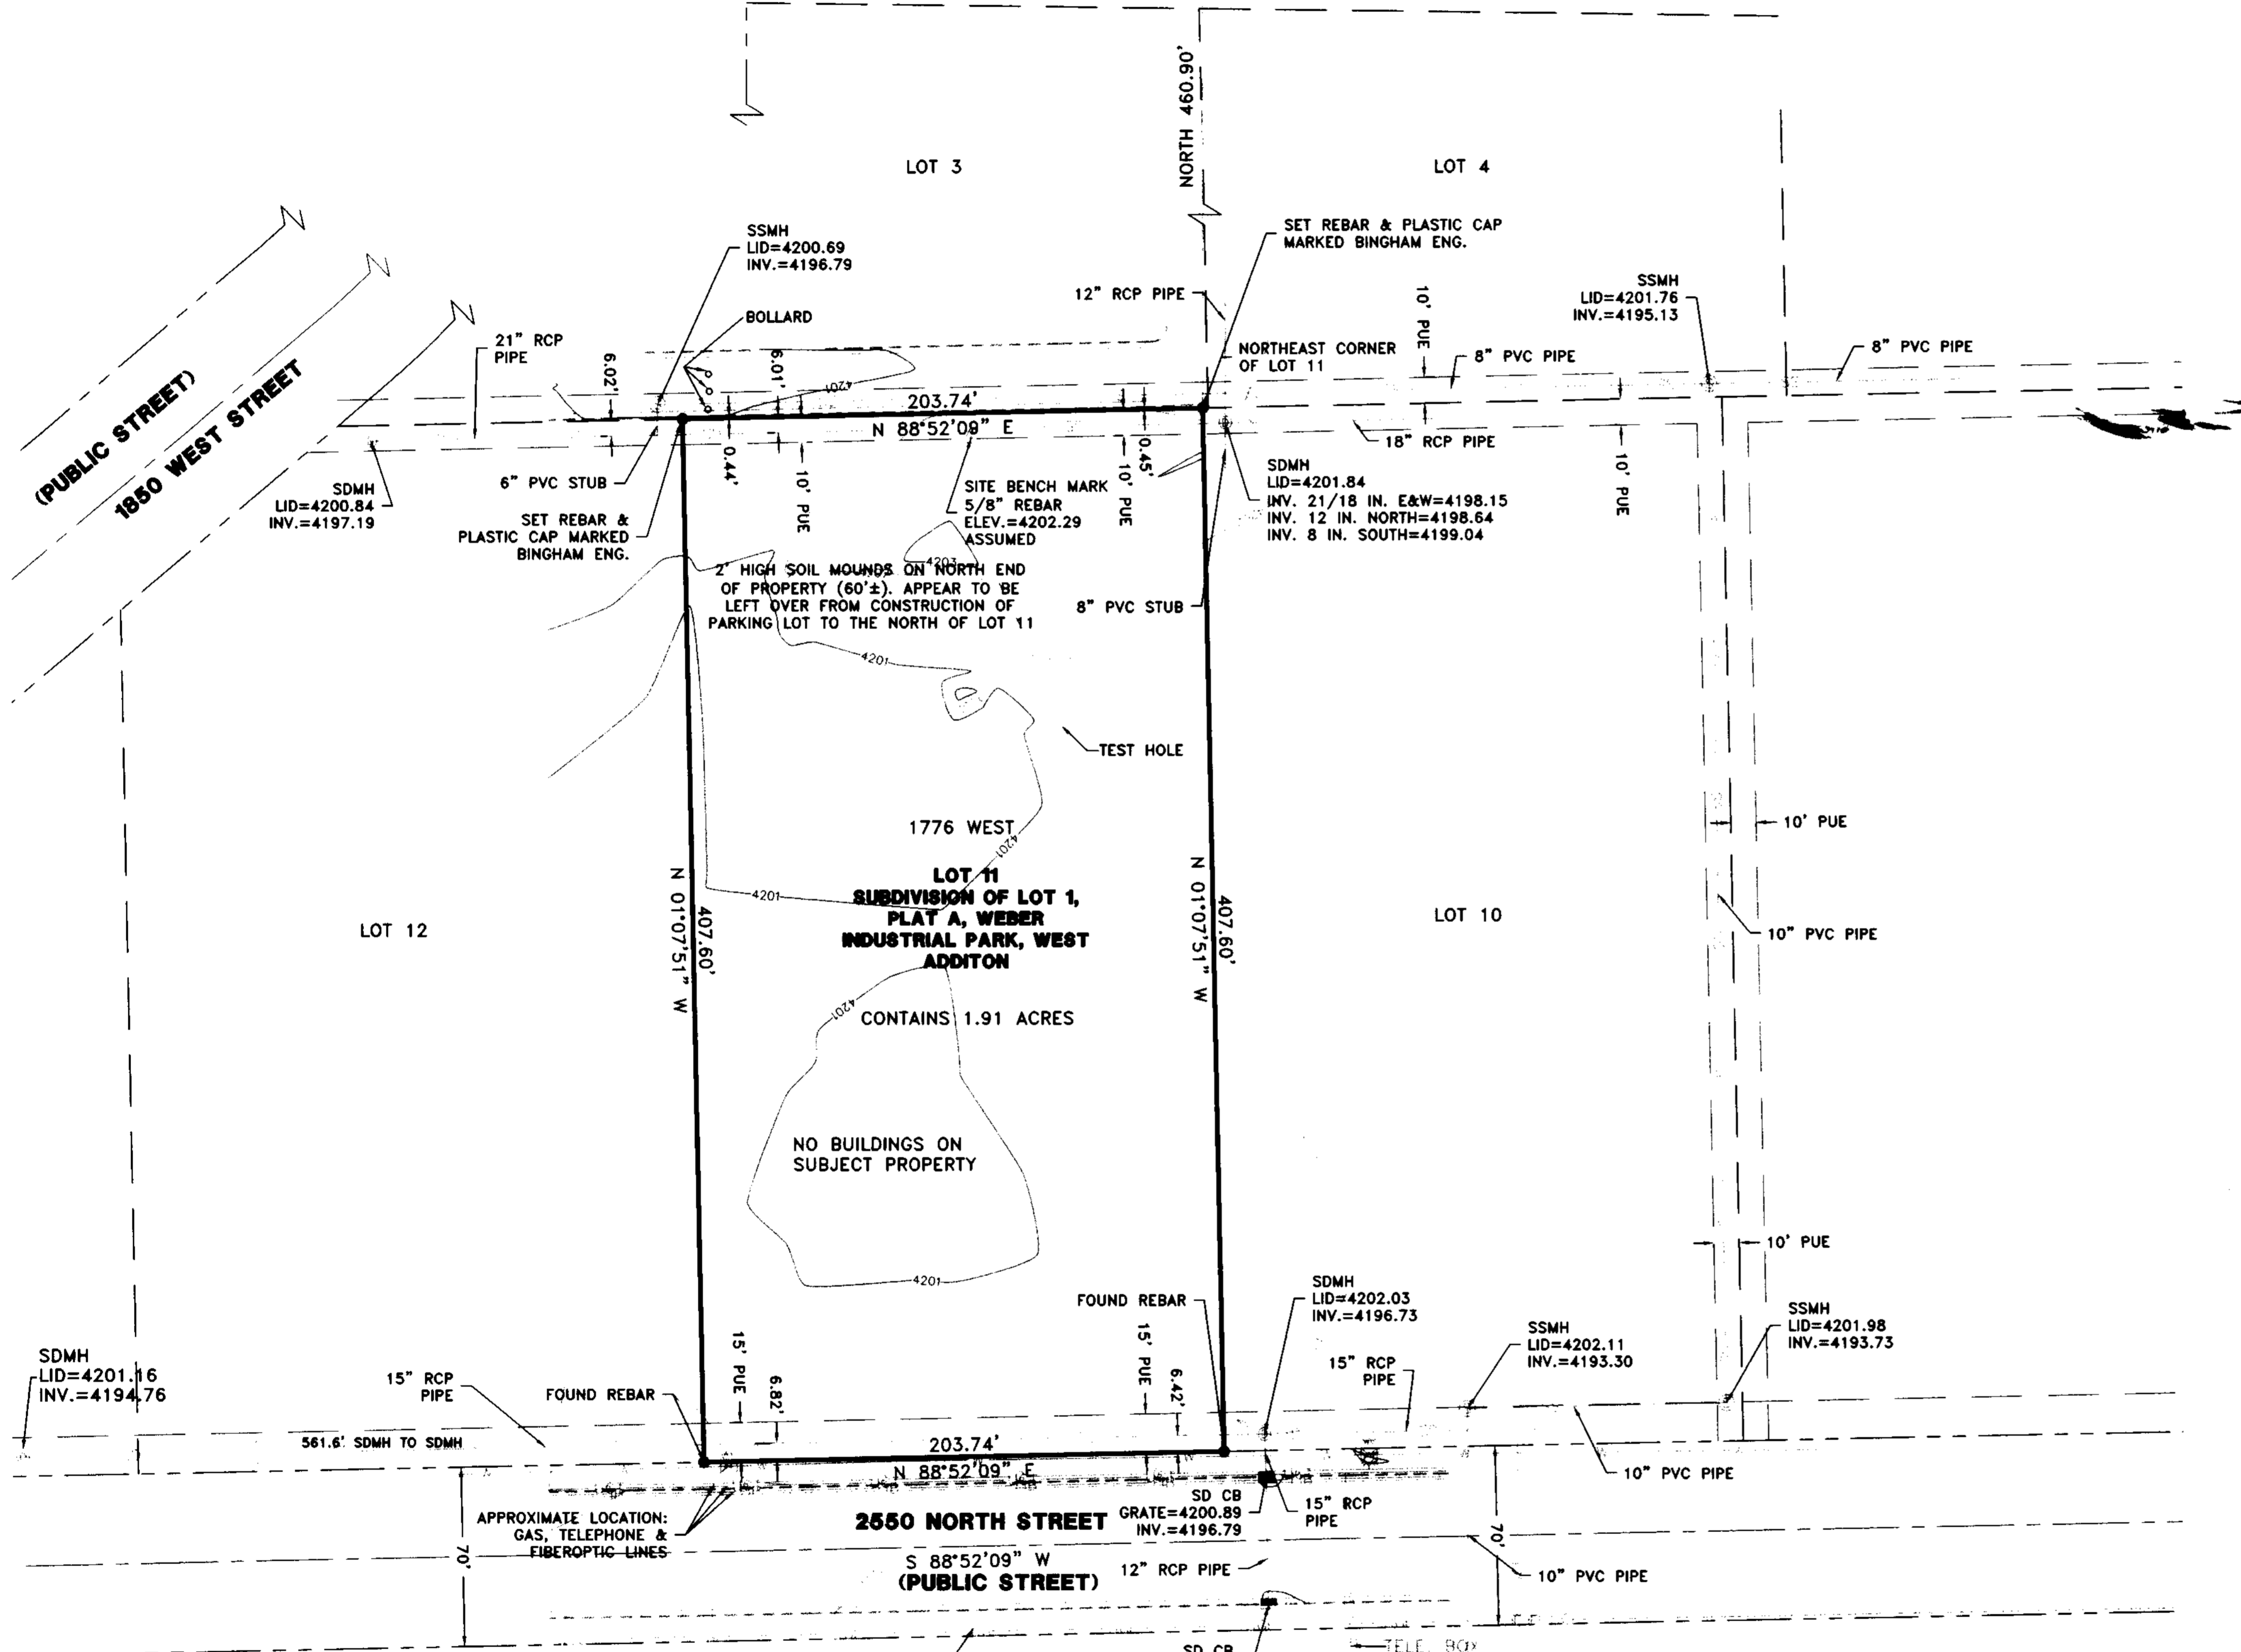 NORTH 460.90'
LOT 3
LOT 4
SSMH
LID=4200.69
INV.=4196.79
SET REBAR & PLASTIC CAP
MARKED BINGHAM ENG.
12" RCP PIPE
10' PUE
SSMH
LID=4201.76
INV.=4195.13
BOLLARD
21" RCP
PIPE
6.02'
6.01'
4201
NORTHEAST CORNER
OF LOT 11
8" PVC PIPE
8" PVC PIPE
(PUBLIC STREET)
1850 WEST STREET
203.74'
N 88°52'09" E
18" RCP PIPE
0.44'
0.45'
10' PUE
10' PUE
10' PUE
6" PVC STUB
SDMH
LID=4200.84
INV.=4197.19
SET REBAR &
PLASTIC CAP MARKED
BINGHAM ENG.
SITE BENCH MARK
5/8" REBAR
ELEV.=4202.29
ASSUMED
SDMH
LID=4201.84
INV. 21/18 IN. E&W=4198.15
INV. 12 IN. NORTH=4198.64
INV. 8 IN. SOUTH=4199.04
4203
2' HIGH SOIL MOUNDS ON NORTH END
OF PROPERTY (60'±). APPEAR TO BE
LEFT OVER FROM CONSTRUCTION OF
PARKING LOT TO THE NORTH OF LOT 11
8" PVC STUB
4201
TEST HOLE
1776 WEST
4201
10' PUE
LOT 11
SUBDIVISION OF LOT 1,
PLAT A, WEBER
INDUSTRIAL PARK, WEST
ADDITON
4201
N 01°07'51" W
407.60'
N 01°07'51" W
407.60'
LOT 12
LOT 10
10" PVC PIPE
4201
CONTAINS 1.91 ACRES
NO BUILDINGS ON
SUBJECT PROPERTY
10' PUE
4201
FOUND REBAR
SDMH
LID=4202.03
INV.=4196.73
SSMH
LID=4202.11
INV.=4193.30
SSMH
LID=4201.98
INV.=4193.73
SDMH
LID=4201.16
INV.=4194.76
15" RCP
PIPE
FOUND REBAR
15' PUE
6.82'
15' PUE
6.42'
15" RCP
PIPE
561.6' SDMH TO SDMH
203.74'
N 88°52'09" E
10" PVC PIPE
APPROXIMATE LOCATION:
GAS, TELEPHONE &
FIBEROPTIC LINES
SD CB
GRATE=4200.89
INV.=4196.79
15" RCP
PIPE
2550 NORTH STREET
S 88°52'09" W
(PUBLIC STREET)
12" RCP PIPE
70'
70'
10" PVC PIPE
SD CB
TELE. BOX